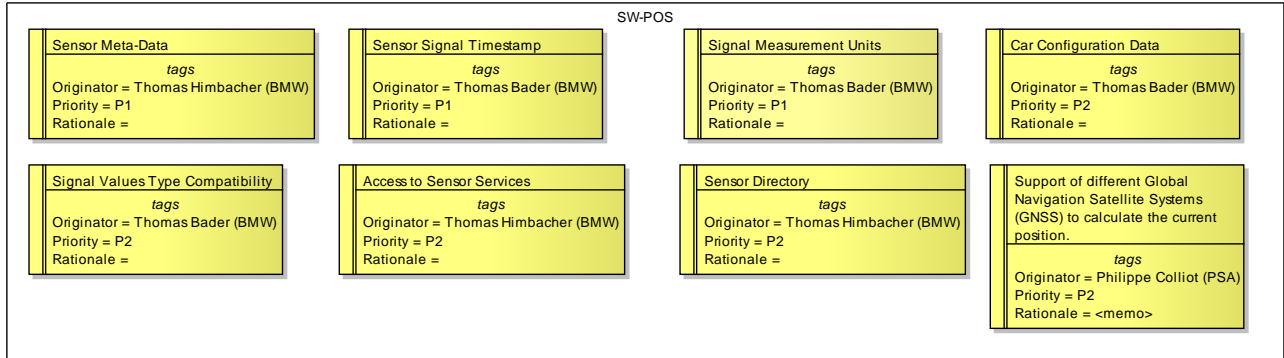 SW-POS
Sensor Meta-Data
tags
Originator = Thomas Himbacher (BMW)
Priority = P1
Rationale =
Sensor Signal Timestamp
tags
Originator = Thomas Bader (BMW)
Priority = P1
Rationale =
Signal Measurement Units
tags
Originator = Thomas Bader (BMW)
Priority = P1
Rationale =
Car Configuration Data
tags
Originator = Thomas Bader (BMW)
Priority = P2
Rationale =
Signal Values Type Compatibility
tags
Originator = Thomas Bader (BMW)
Priority = P2
Rationale =
Access to Sensor Services
tags
Originator = Thomas Himbacher (BMW)
Priority = P2
Rationale =
Sensor Directory
tags
Originator = Thomas Himbacher (BMW)
Priority = P2
Rationale =
Support of different Global
Navigation Satellite Systems
(GNSS) to calculate the current
position.
tags
Originator = Philippe Colliot (PSA)
Priority = P2
Rationale = <memo>